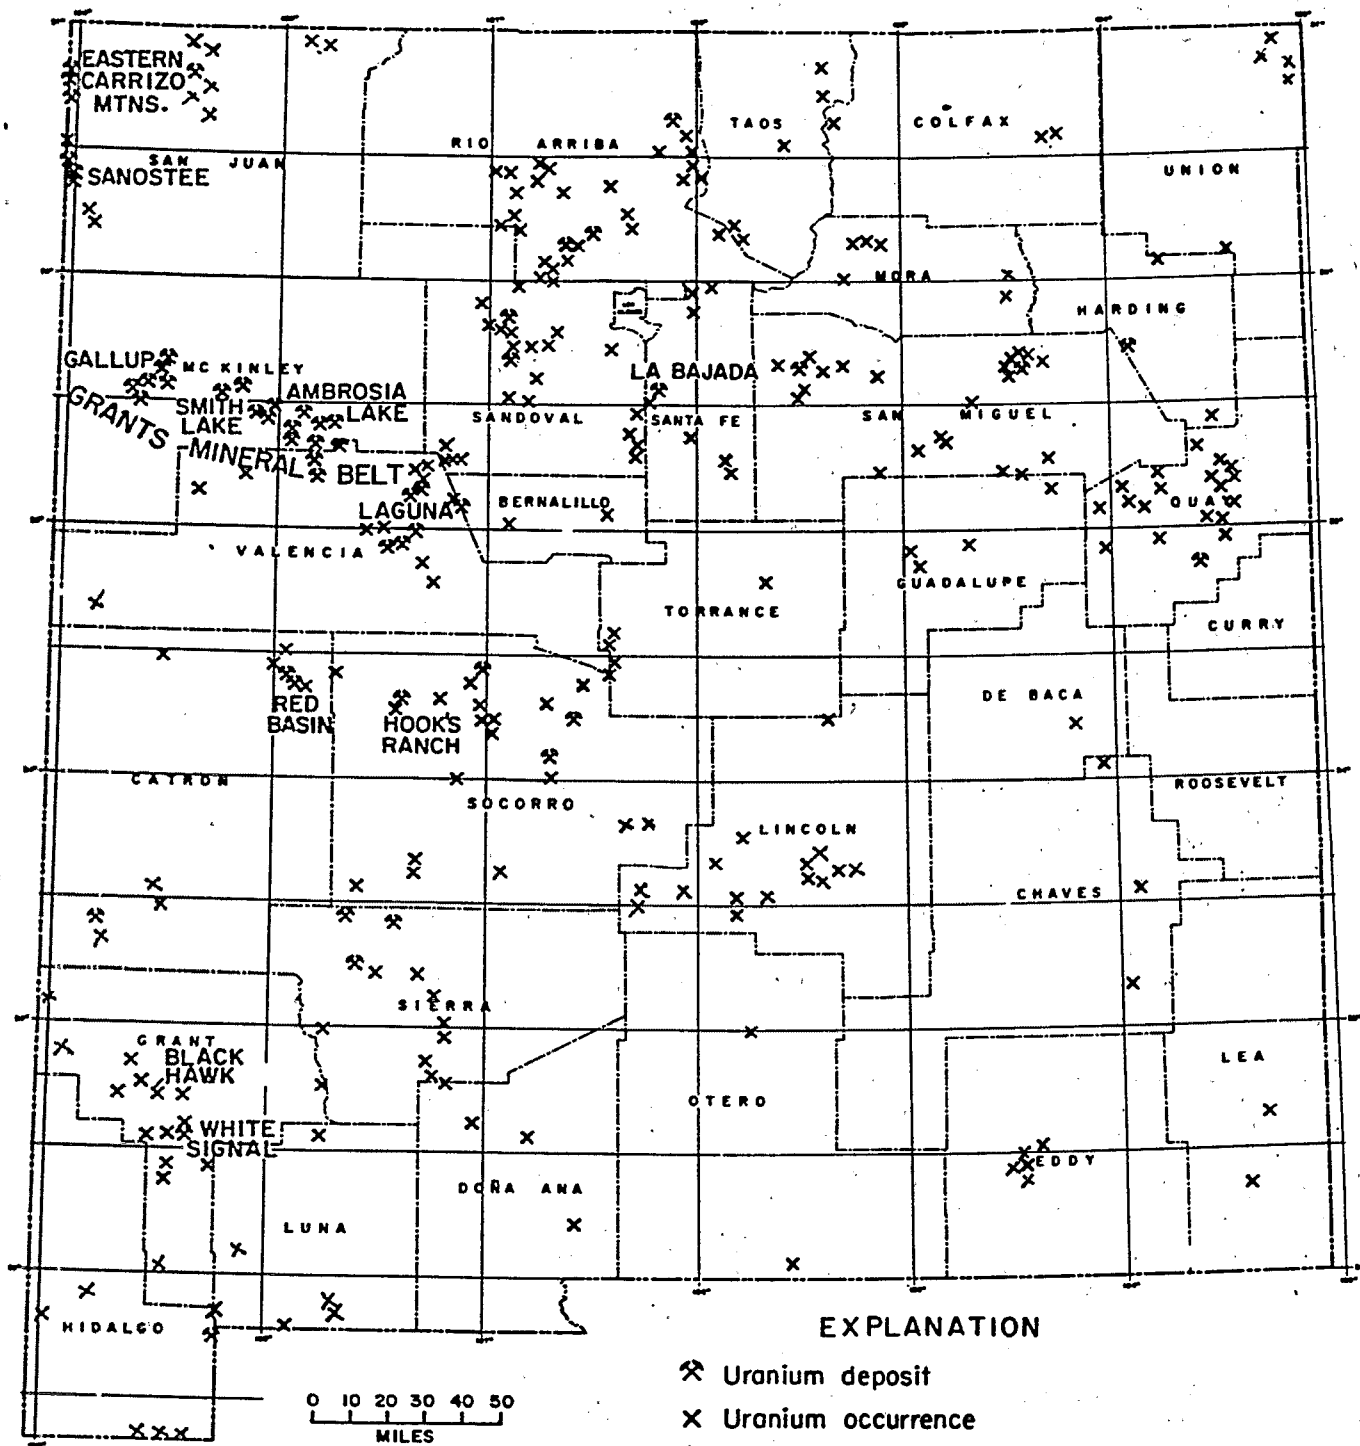 EASTERN
CARRIZO
MTNS.
SAN JUAN
SANOSTEE
RIO ARRIBA
TAOS
COLFAX
UNION
MORA
HARDING
GALLUP
MC KINLEY
GRANTS MINERAL BELT
SMITH
LAKE
AMBROSIA
LAKE
SANDOVAL
LA BAJADA
SANTA FE
SAN MIGUEL
LAGUNA
BERNALILLO
QUAY
VALENCIA
TORRANCE
GUADALUPE
CURRY
RED
BASIN
HOOKS
RANCH
DE BACA
CATRON
SOCORRO
ROOSEVELT
LINCOLN
CHAVES
SIERRA
GRANT
BLACK
HAWK
WHITE
SIGNAL
OTERO
LEA
EDDY
DOÑA ANA
LUNA
HIDALGO
EXPLANATION
Uranium deposit
Uranium occurrence
0 10 20 30 40 50
MILES